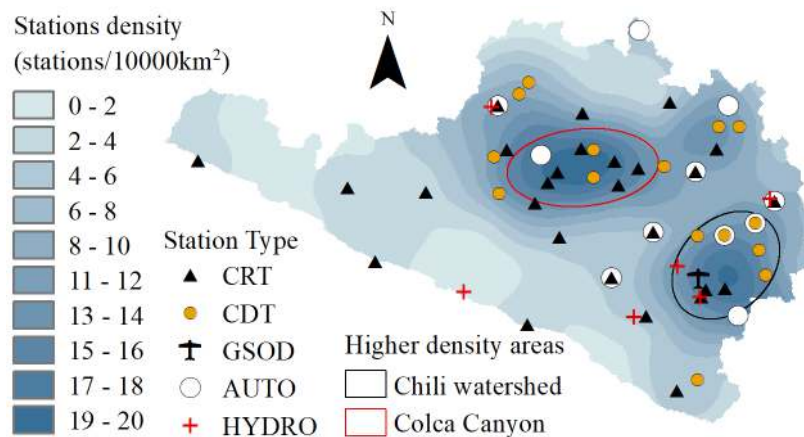 Stations density
(stations/10000km²)
0 - 2
2 - 4
4 - 6
6 - 8
8 - 10
11 - 12
13 - 14
15 - 16
17 - 18
19 - 20
N
Station Type
CRT
CDT
GSOD
AUTO
HYDRO
Higher density areas
Chili watershed
Colca Canyon